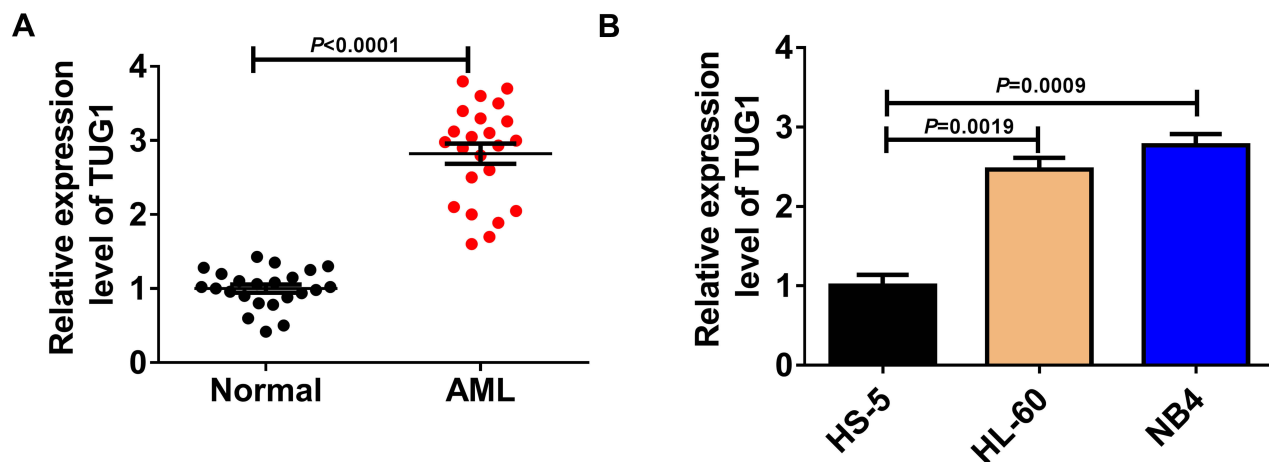 A
Relative expression
level of TUG1
4
3
2
1
0
P<0.0001
Normal
AML
B
Relative expression
level of TUG1
4
3
2
1
0
P=0.0009
P=0.0019
HS-5
HL-60
NB4